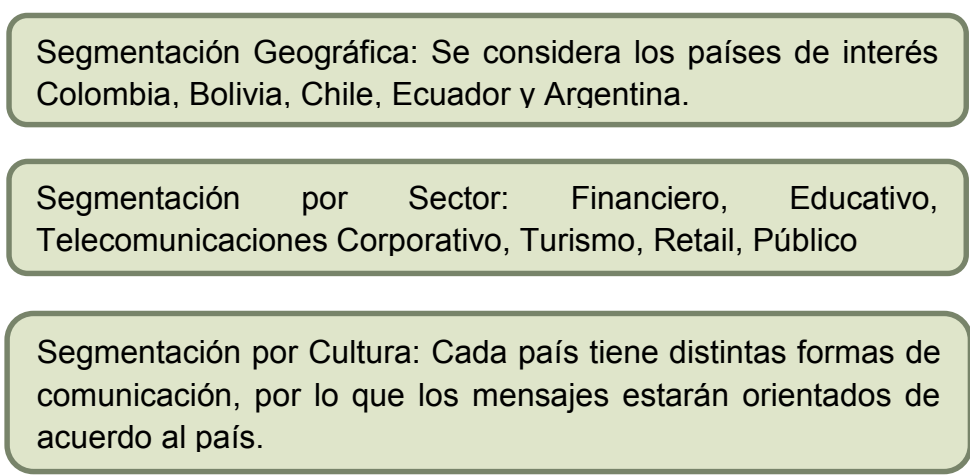 Segmentación Geográfica: Se considera los países de interés
Colombia, Bolivia, Chile, Ecuador y Argentina.
Segmentación por Sector: Financiero, Educativo,
Telecomunicaciones Corporativo, Turismo, Retail, Público
Segmentación por Cultura: Cada país tiene distintas formas de
comunicación, por lo que los mensajes estarán orientados de
acuerdo al país.